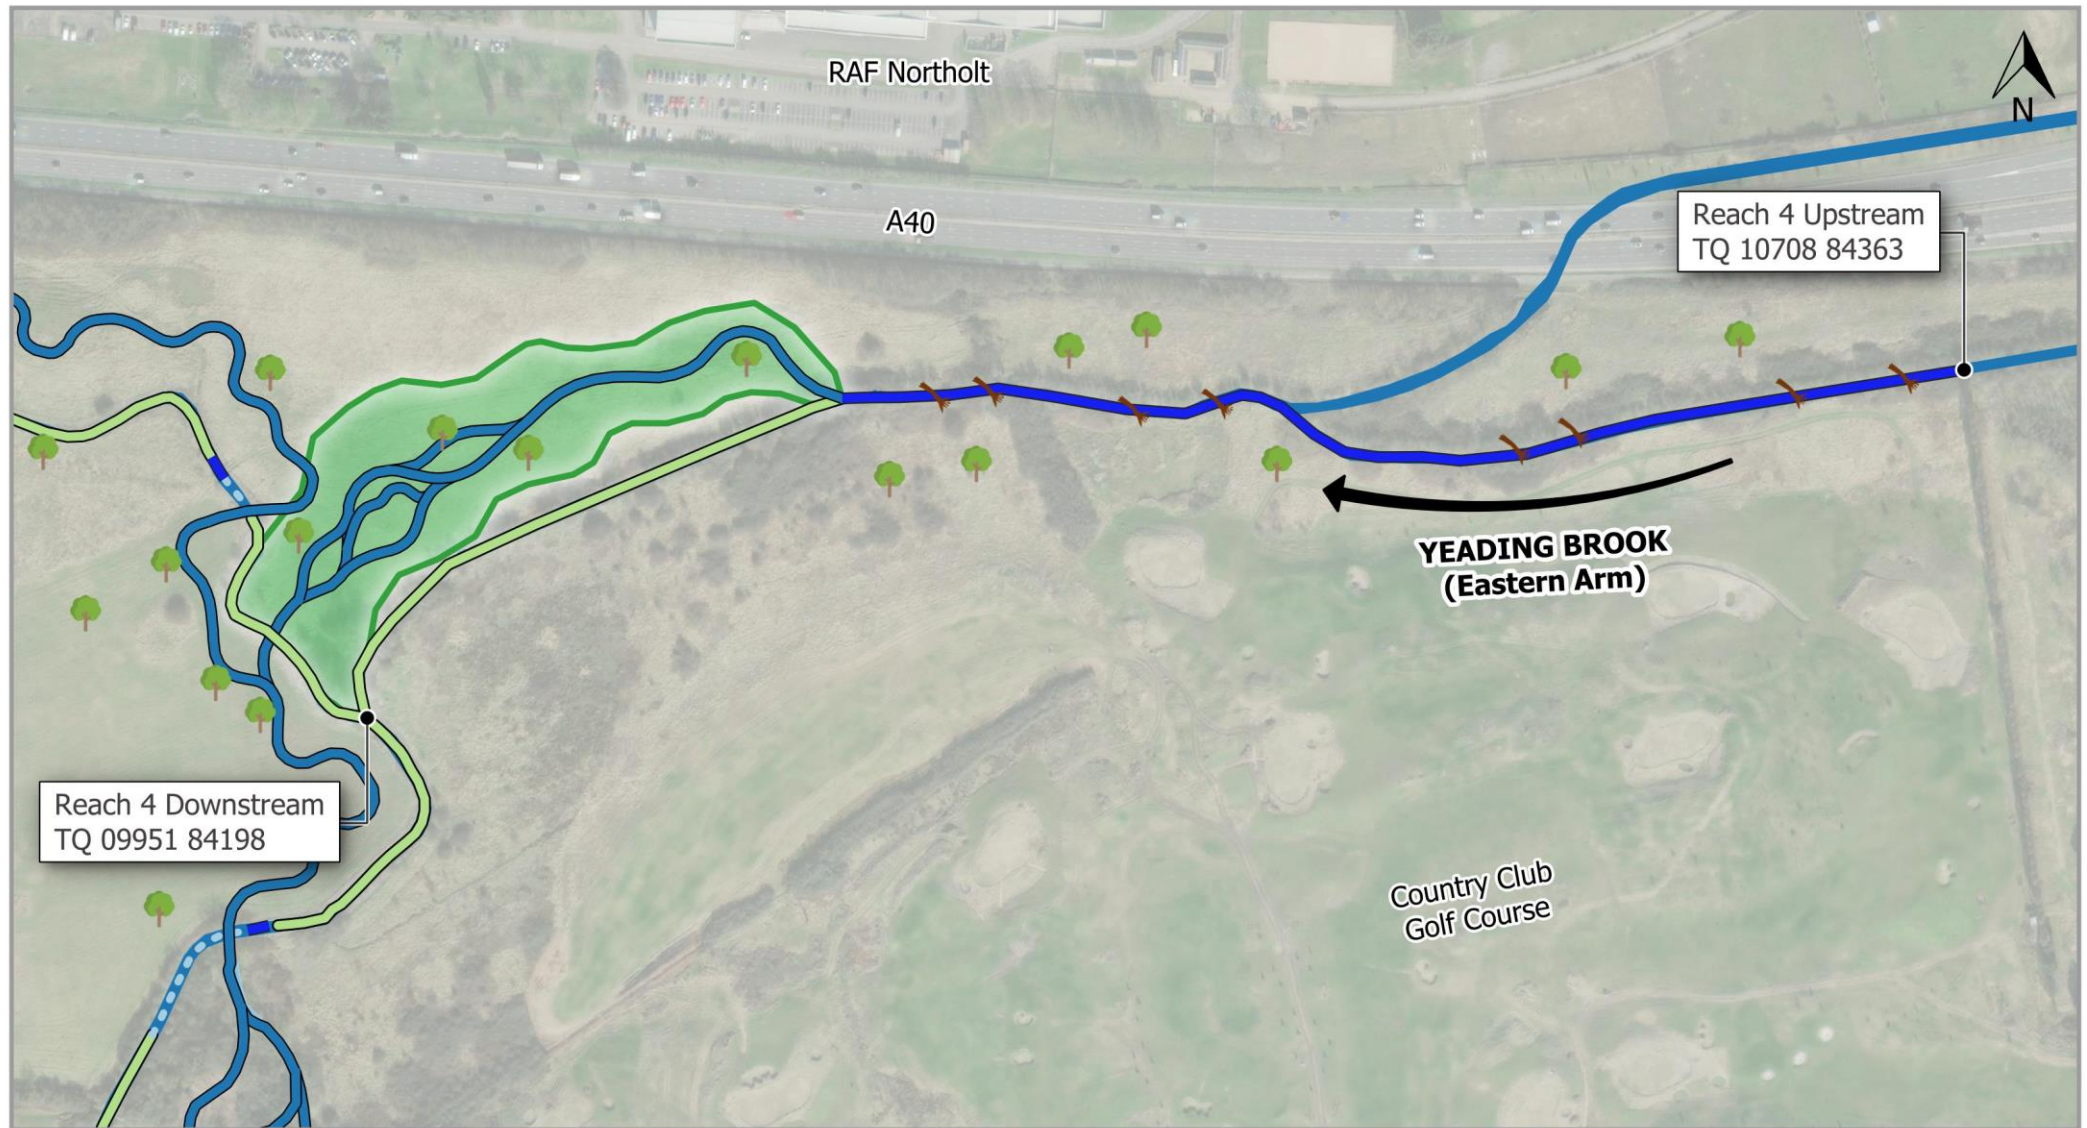 RAF Northolt
N
A40
Reach 4 Upstream
TQ 10708 84363
YEADING BROOK
(Eastern Arm)
Reach 4 Downstream
TQ 09951 84198
Country Club
Golf Course